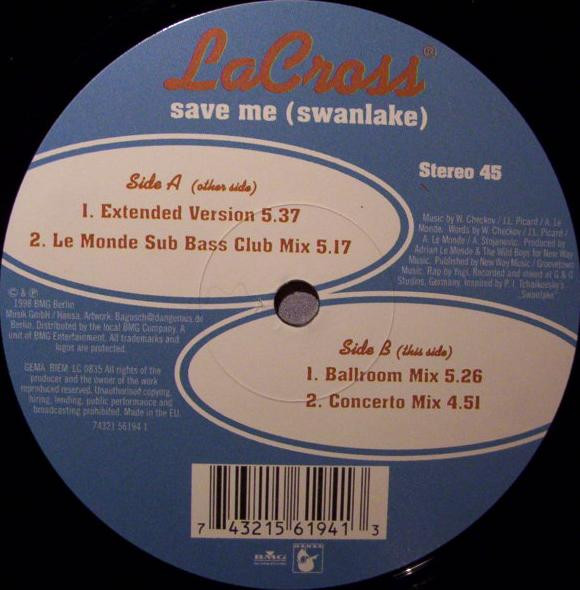 LaCross®
save me (swanlake)
Stereo 45
Side A (other side)
1. Extended Version 5.37
2. Le Monde Sub Bass Club Mix 5.17
Music by W. Checkov / J.L. Picard / A. Le
Monde. Words by W. Checkov / J.L. Picard /
A. Le Monde / A. Stojanovic. Produced by
Adrian Le Monde & The Wild Boys for New Way
Music. Published by New Way Music / Groovetown
Music. Rap by Yugi. Recorded and mixed at G & G
Studios, Germany. Inspired by P. I. Tchaikovsky's
„Swanlake"
© & ℗
1998 BMG Berlin
Musik GmbH / Hansa. Artwork: Bagusch@dangerous.de
Berlin. Distributed by the local BMG Company. A
unit of BMG Entertainment. All trademarks and
logos are protected.
GEMA BIEM LC 0835 All rights of the
producer and the owner of the work
reproduced reserved. Unauthorised copying,
hiring, lending, public performance and
broadcasting prohibited. Made in the EU.
74321 56194 1
Side B (this side)
1. Ballroom Mix 5.26
2. Concerto Mix 4.51
7 43215 61941 3
BMG
HANSA